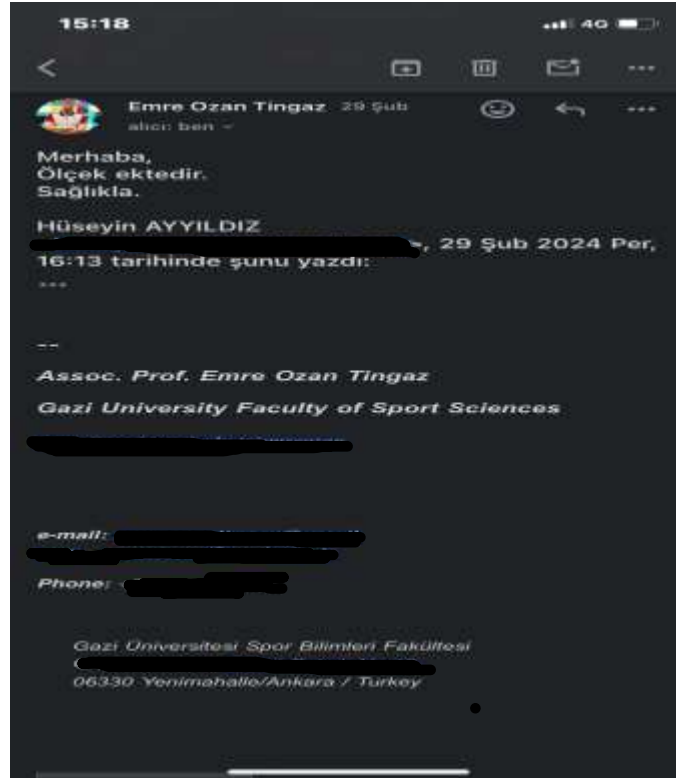 15:18
4G
Emre Ozan Tingaz 29 Şub
alıcı: ben
Merhaba,
Ölçek ektedir.
Sağlıkla.
Hüseyin AYYILDIZ
, 29 Şub 2024 Per,
16:13 tarihinde şunu yazdı:
--
Assoc. Prof. Emre Ozan Tingaz
Gazi University Faculty of Sport Sciences
e-mail:
Phone:
Gazi Üniversitesi Spor Bilimleri Fakültesi
06330 Yenimahalle/Ankara / Turkey